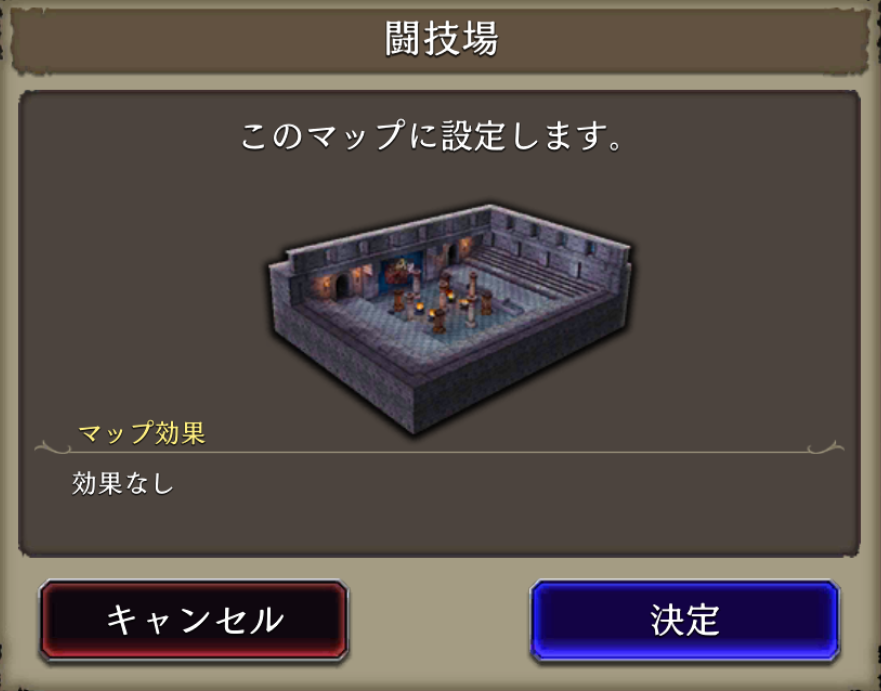 闘技場
このマップに設定します。
マップ効果
効果なし
キャンセル
決定